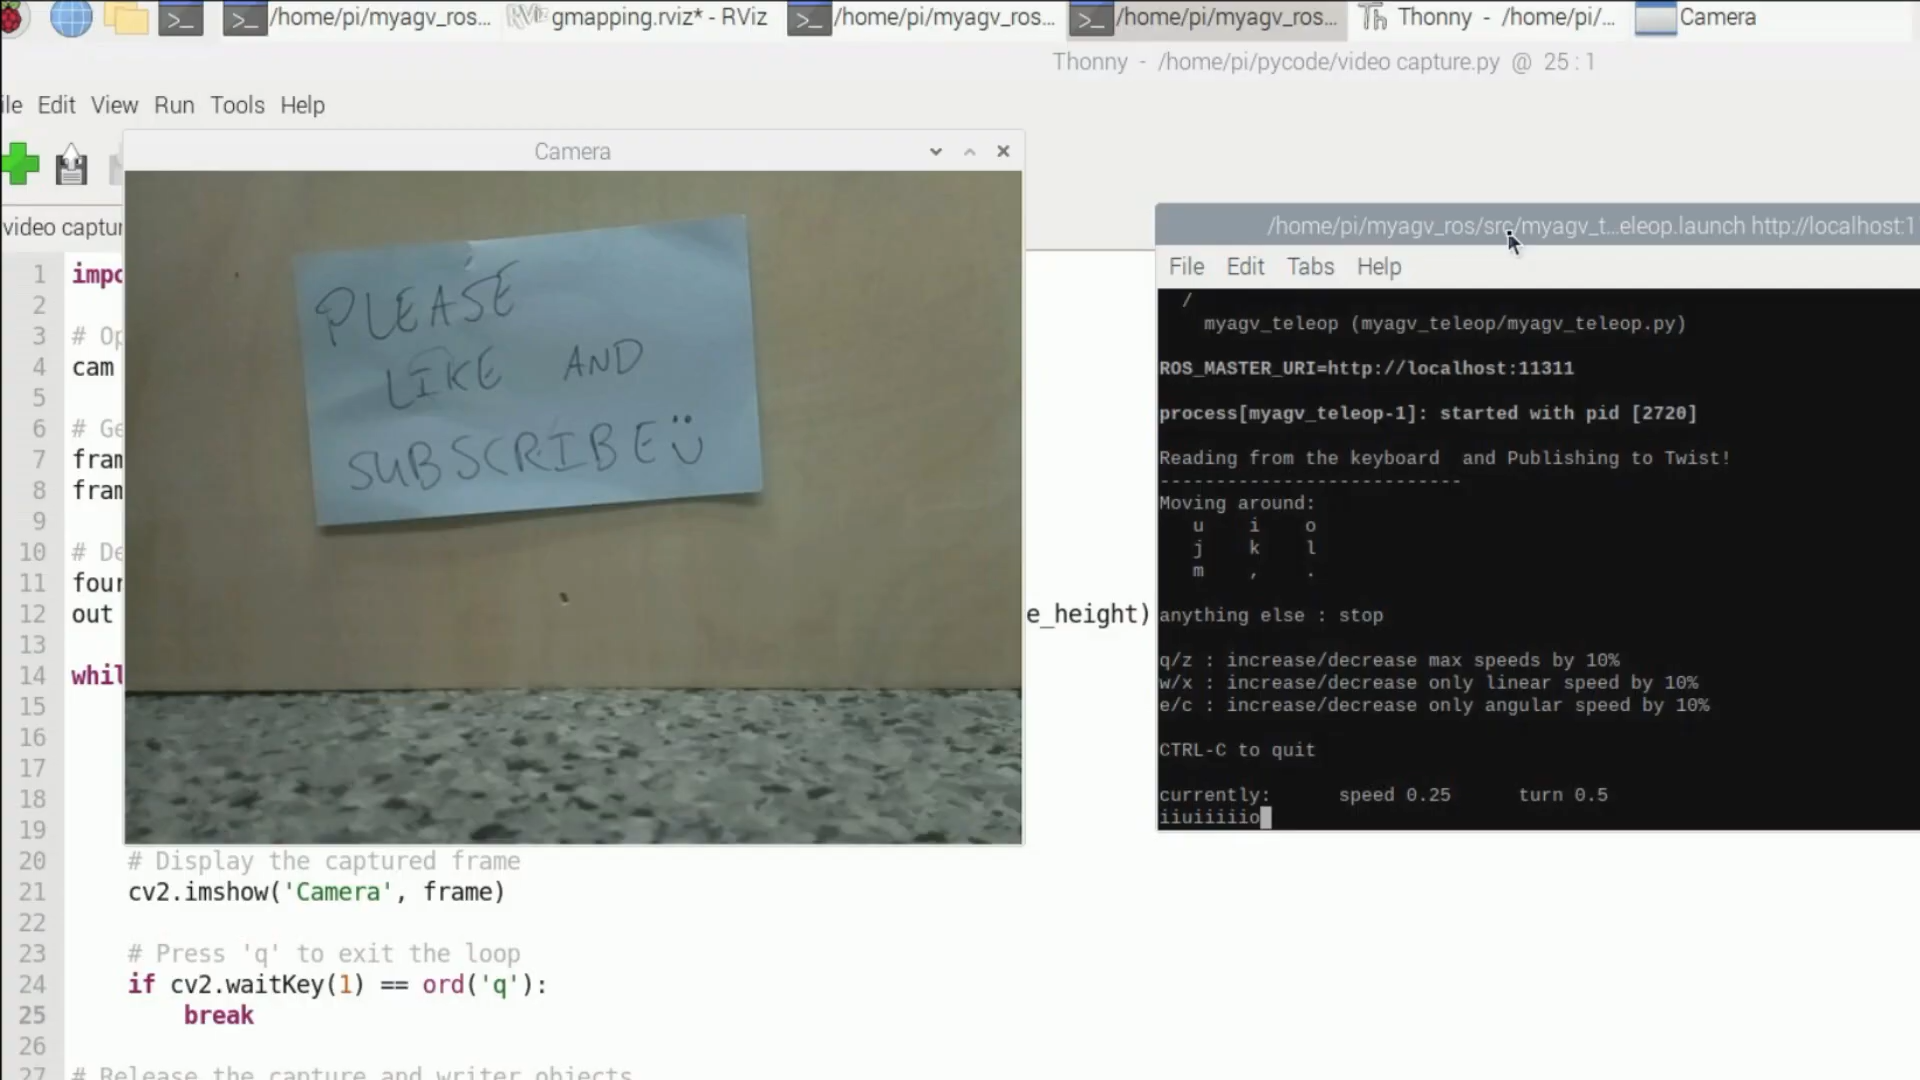 /home/pi/myagv_ros...
gmapping.rviz* - RViz
/home/pi/myagv_ros...
/home/pi/myagv_ros...
Thonny - /home/pi/...
Camera
Thonny - /home/pi/pycode/video capture.py @ 25 : 1
ile Edit View Run Tools Help
Camera
video captur
PLEASE
LIKE AND
SUBSCRIBE
1 impo
2
3 # Op
4 cam
5
6 # Ge
7 fram
8 fram
9
10 # De
11 four
12 out e_height)
13
14 whil
15
16
17
18
19
20 # Display the captured frame
21 cv2.imshow('Camera', frame)
22
23 # Press 'q' to exit the loop
24 if cv2.waitKey(1) == ord('q'):
25 break
26
27 # Release the capture and writer objects
/home/pi/myagv_ros/src/myagv_t...eleop.launch http://localhost:1
File Edit Tabs Help
/
myagv_teleop (myagv_teleop/myagv_teleop.py)
ROS_MASTER_URI=http://localhost:11311
process[myagv_teleop-1]: started with pid [2720]
Reading from the keyboard and Publishing to Twist!
---------------------------
Moving around:
u i o
j k l
m , .
anything else : stop
q/z : increase/decrease max speeds by 10%
w/x : increase/decrease only linear speed by 10%
e/c : increase/decrease only angular speed by 10%
CTRL-C to quit
currently: speed 0.25 turn 0.5
iiuiiiiio